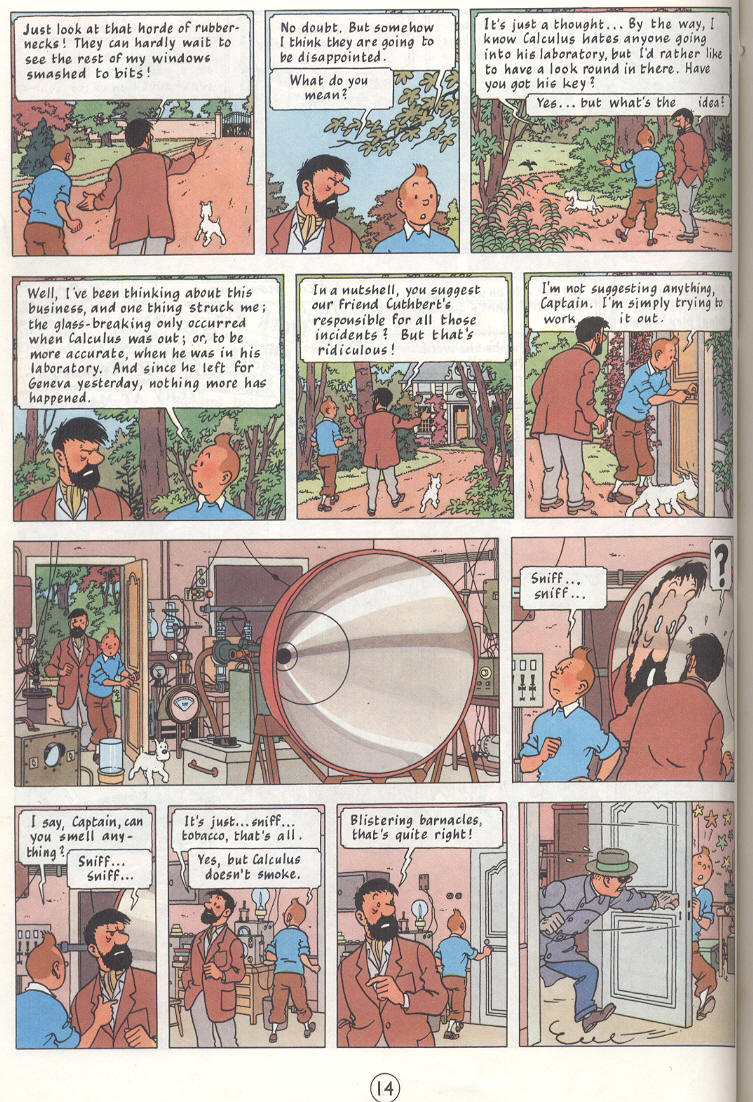 Just look at that horde of rubber-
necks! They can hardly wait to
see the rest of my windows
smashed to bits!
No doubt. But somehow
I think they are going to
be disappointed.
What do you
mean?
It's just a thought... By the way, I
know Calculus hates anyone going
into his laboratory, but I'd rather like
to have a look round in there. Have
you got his key?
Yes... but what's the idea?
Well, I've been thinking about this
business, and one thing struck me;
the glass-breaking only occurred
when Calculus was out; or, to be
more accurate, when he was in his
laboratory. And since he left for
Geneva yesterday, nothing more has
happened.
In a nutshell, you suggest
our friend Cuthbert's
responsible for all those
incidents? But that's
ridiculous!
I'm not suggesting anything,
Captain. I'm simply trying to
work it out.
Sniff...
sniff...
?
I say, Captain, can
you smell any-
thing?
Sniff...
Sniff...
It's just...sniff...
tobacco, that's all.
Yes, but Calculus
doesn't smoke.
Blistering barnacles,
that's quite right!
14